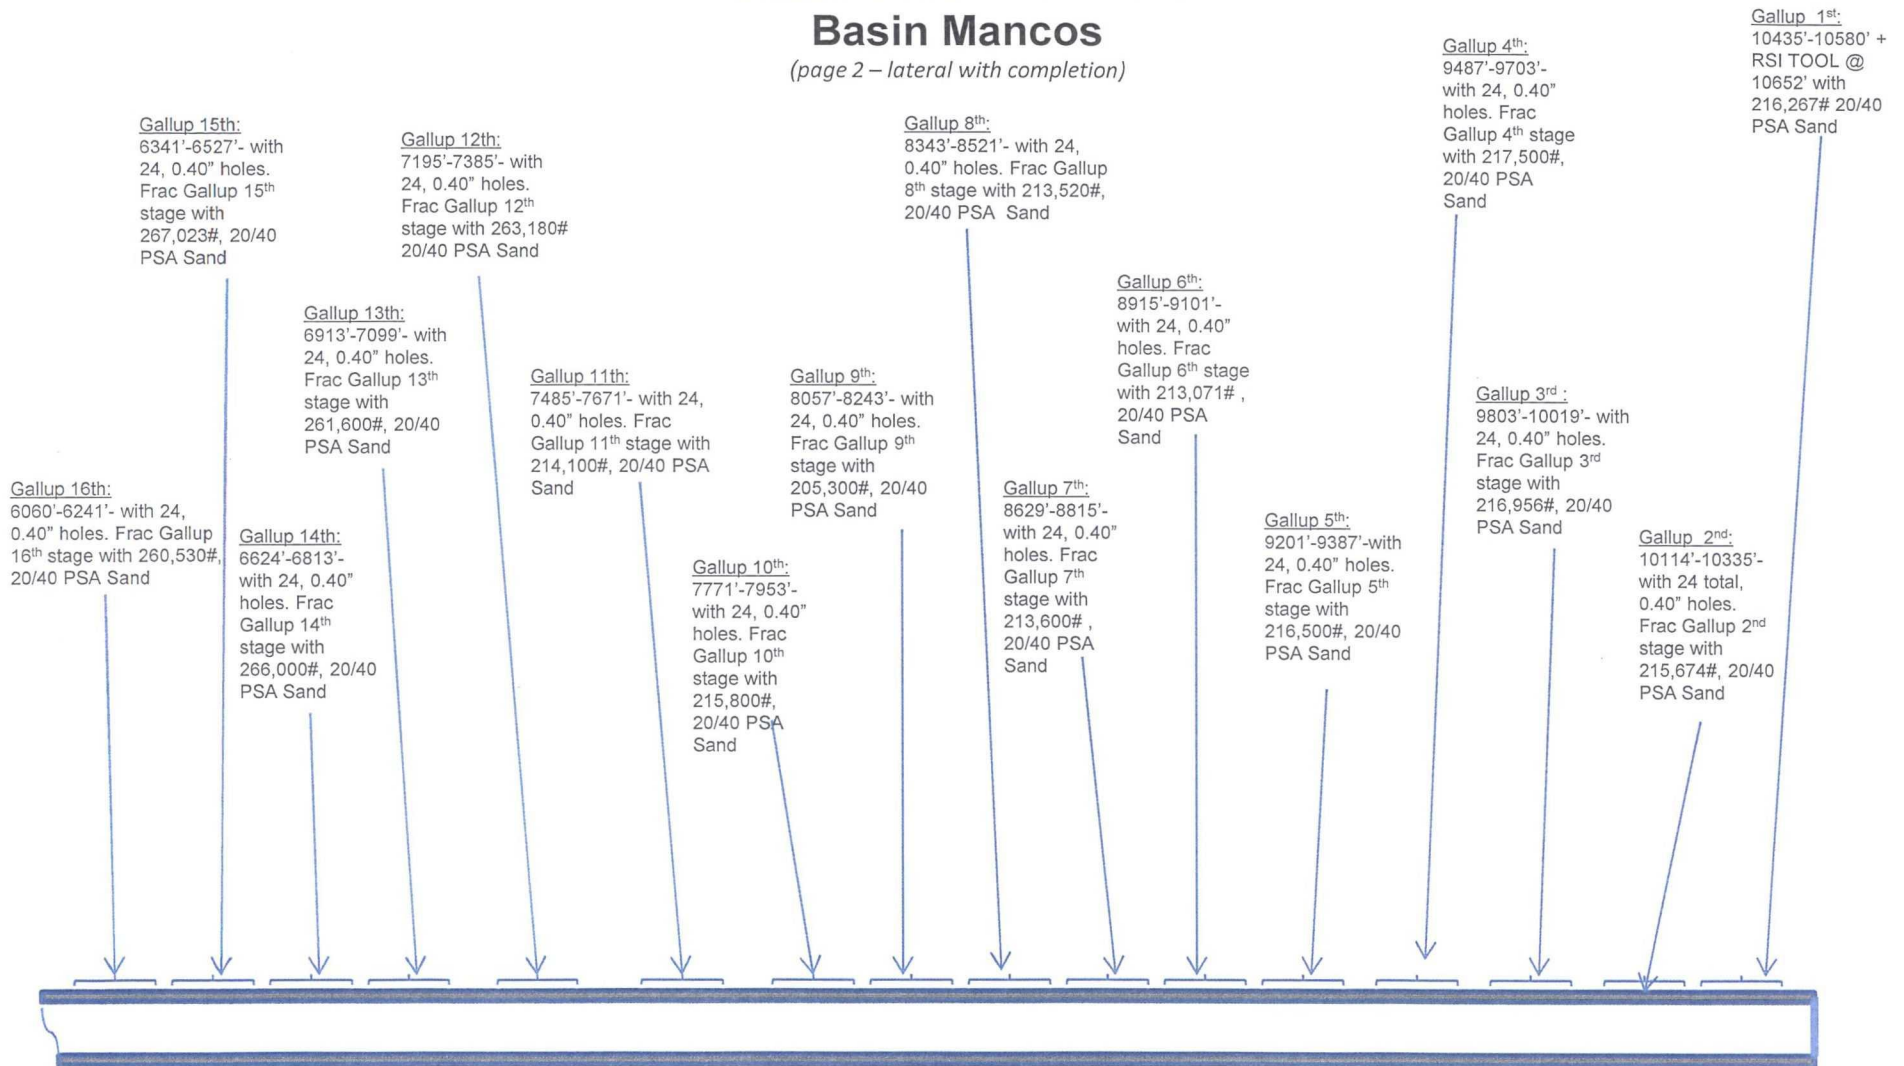 Basin Mancos
(page 2 – lateral with completion)
Gallup 1st:
10435'-10580' +
RSI TOOL @
10652' with
216,267# 20/40
PSA Sand
Gallup 4th:
9487'-9703'-
with 24, 0.40”
holes. Frac
Gallup 4th stage
with 217,500#,
20/40 PSA
Sand
Gallup 15th:
6341'-6527'- with
24, 0.40” holes.
Frac Gallup 15th
stage with
267,023#, 20/40
PSA Sand
Gallup 12th:
7195'-7385'- with
24, 0.40” holes.
Frac Gallup 12th
stage with 263,180#
20/40 PSA Sand
Gallup 8th:
8343'-8521'- with 24,
0.40” holes. Frac Gallup
8th stage with 213,520#,
20/40 PSA Sand
Gallup 6th:
8915'-9101'-
with 24, 0.40”
holes. Frac
Gallup 6th stage
with 213,071# ,
20/40 PSA
Sand
Gallup 13th:
6913'-7099'- with
24, 0.40” holes.
Frac Gallup 13th
stage with
261,600#, 20/40
PSA Sand
Gallup 11th:
7485'-7671'- with 24,
0.40” holes. Frac
Gallup 11th stage with
214,100#, 20/40 PSA
Sand
Gallup 9th:
8057'-8243'- with
24, 0.40” holes.
Frac Gallup 9th
stage with
205,300#, 20/40
PSA Sand
Gallup 3rd :
9803'-10019'- with
24, 0.40” holes.
Frac Gallup 3rd
stage with
216,956#, 20/40
PSA Sand
Gallup 16th:
6060'-6241'- with 24,
0.40” holes. Frac Gallup
16th stage with 260,530#,
20/40 PSA Sand
Gallup 14th:
6624'-6813'-
with 24, 0.40”
holes. Frac
Gallup 14th
stage with
266,000#, 20/40
PSA Sand
Gallup 10th:
7771'-7953'-
with 24, 0.40”
holes. Frac
Gallup 10th
stage with
215,800#,
20/40 PSA
Sand
Gallup 7th:
8629'-8815'-
with 24, 0.40”
holes. Frac
Gallup 7th
stage with
213,600# ,
20/40 PSA
Sand
Gallup 5th:
9201'-9387'-with
24, 0.40” holes.
Frac Gallup 5th
stage with
216,500#, 20/40
PSA Sand
Gallup 2nd:
10114'-10335'-
with 24 total,
0.40” holes.
Frac Gallup 2nd
stage with
215,674#, 20/40
PSA Sand